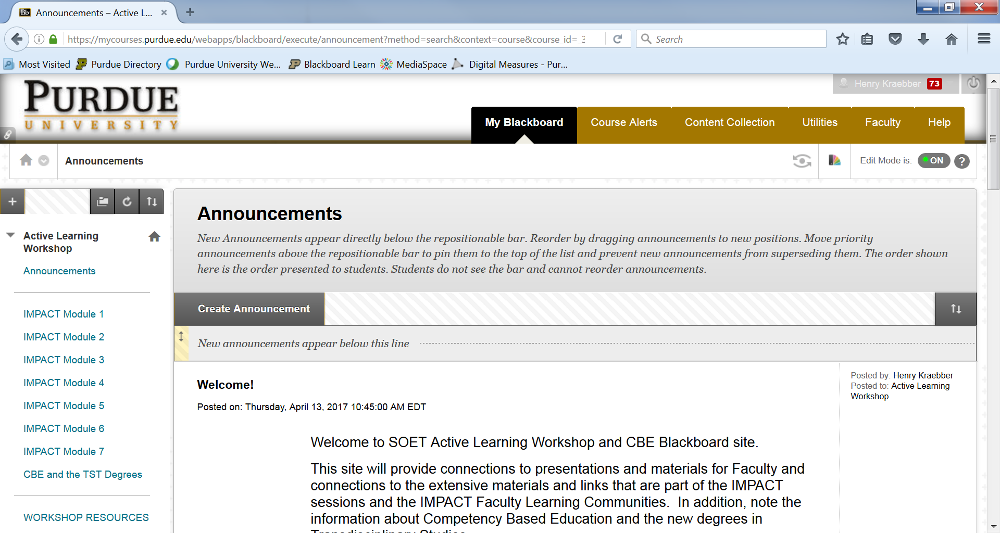 Bb Announcements – Active L...
https://mycourses.purdue.edu/webapps/blackboard/execute/announcement?method=search&context=course&course_id=_3
Search
Most Visited Purdue Directory Purdue University We... Blackboard Learn MediaSpace Digital Measures - Pur...
PURDUE
UNIVERSITY
Henry Kraebber 73
My Blackboard Course Alerts Content Collection Utilities Faculty Help
Announcements
Edit Mode is: ON ?
Active Learning
Workshop
Announcements
IMPACT Module 1
IMPACT Module 2
IMPACT Module 3
IMPACT Module 4
IMPACT Module 5
IMPACT Module 6
IMPACT Module 7
CBE and the TST Degrees
WORKSHOP RESOURCES
Announcements
New Announcements appear directly below the repositionable bar. Reorder by dragging announcements to new positions. Move priority
announcements above the repositionable bar to pin them to the top of the list and prevent new announcements from superseding them. The order shown
here is the order presented to students. Students do not see the bar and cannot reorder announcements.
Create Announcement
New announcements appear below this line
Welcome!
Posted on: Thursday, April 13, 2017 10:45:00 AM EDT
Posted by: Henry Kraebber
Posted to: Active Learning
Workshop
Welcome to SOET Active Learning Workshop and CBE Blackboard site.
This site will provide connections to presentations and materials for Faculty and
connections to the extensive materials and links that are part of the IMPACT
sessions and the IMPACT Faculty Learning Communities.  In addition, note the
information about Competency Based Education and the new degrees in